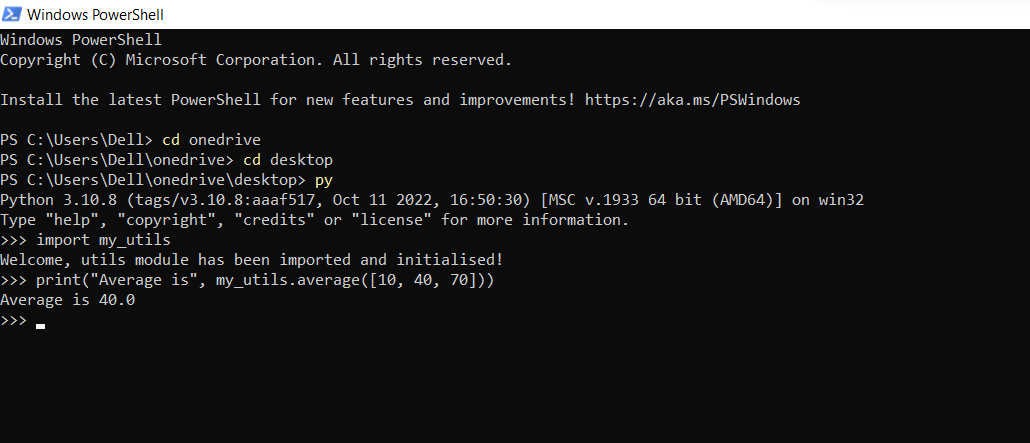 Windows PowerShell
Windows PowerShell
Copyright (C) Microsoft Corporation. All rights reserved.
Install the latest PowerShell for new features and improvements! https://aka.ms/PSWindows
PS C:\Users\Dell> cd onedrive
PS C:\Users\Dell\onedrive> cd desktop
PS C:\Users\Dell\onedrive\desktop> py
Python 3.10.8 (tags/v3.10.8:aaaf517, Oct 11 2022, 16:50:30) [MSC v.1933 64 bit (AMD64)] on win32
Type "help", "copyright", "credits" or "license" for more information.
>>> import my_utils
Welcome, utils module has been imported and initialised!
>>> print("Average is", my_utils.average([10, 40, 70]))
Average is 40.0
>>>